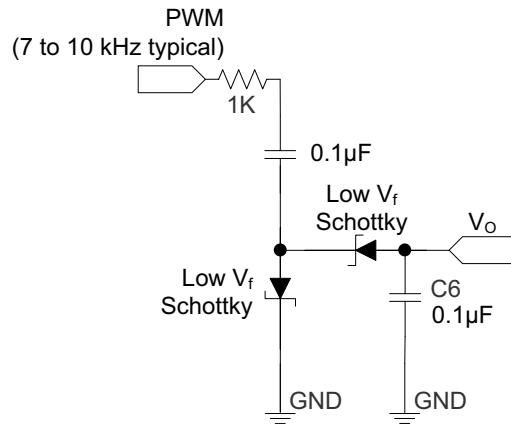 PWM
(7 to 10 kHz typical)
1K
0.1µF
Low Vf
Schottky
VO
Low Vf
Schottky
C6
0.1µF
GND
GND